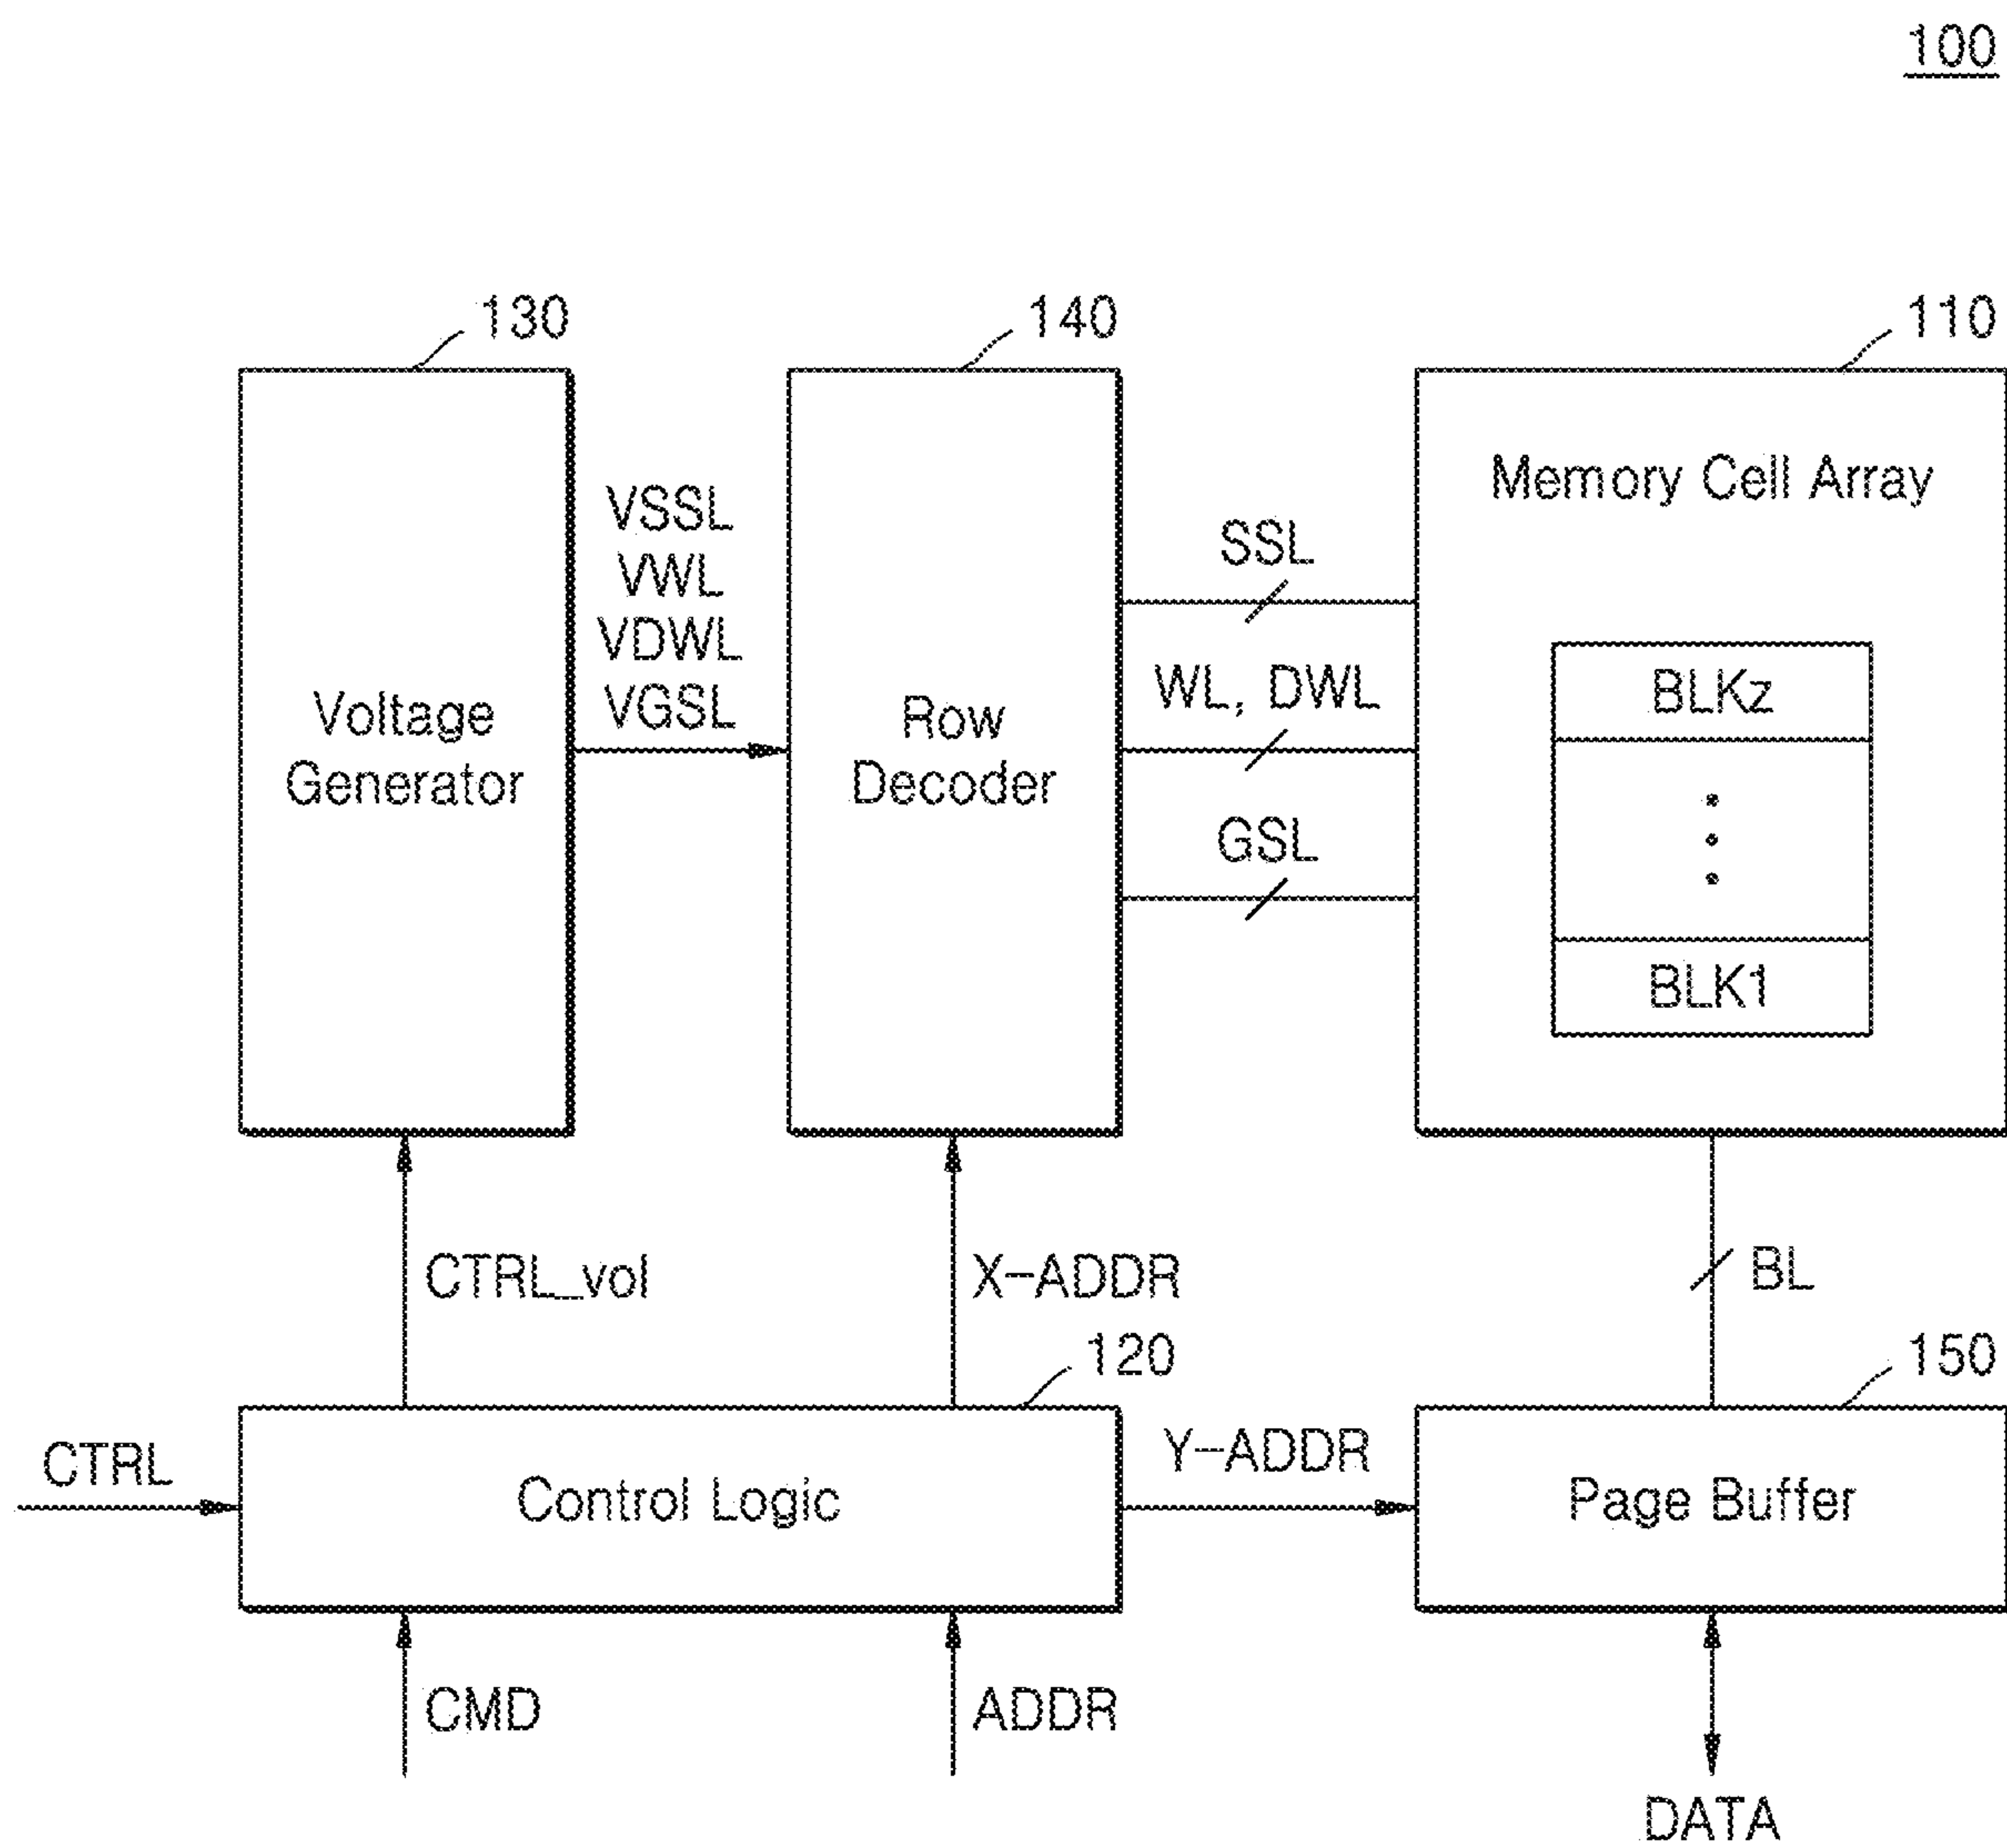 100
130
140
110
Voltage
Generator
VSSL
VWL
VDWL
VGSL
Row
Decoder
SSL
WL, DWL
GSL
Memory Cell Array
BLKz
BLK1
CTRL_vol
X-ADDR
BL
120
150
CTRL
Control Logic
Y-ADDR
Page Buffer
CMD
ADDR
DATA